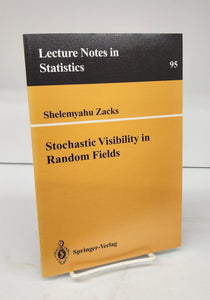 Lecture Notes in
Statistics
95
Shelemyahu Zacks
Stochastic Visibility in
Random Fields
Springer-Verlag